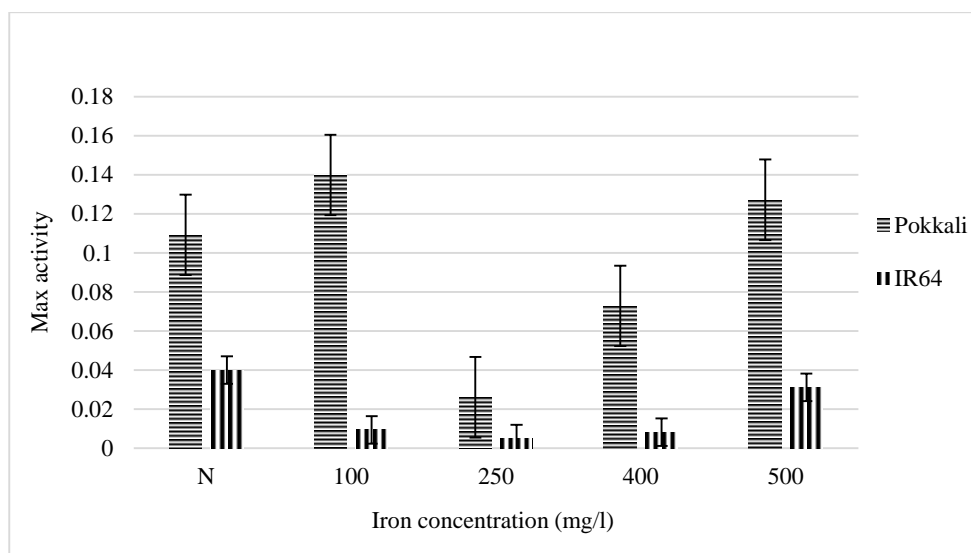 0.18
0.16
0.14
0.12
0.1
0.08
0.06
0.04
0.02
0
Max activity
N 100 250 400 500
Iron concentration (mg/l)
Pokkali
IR64